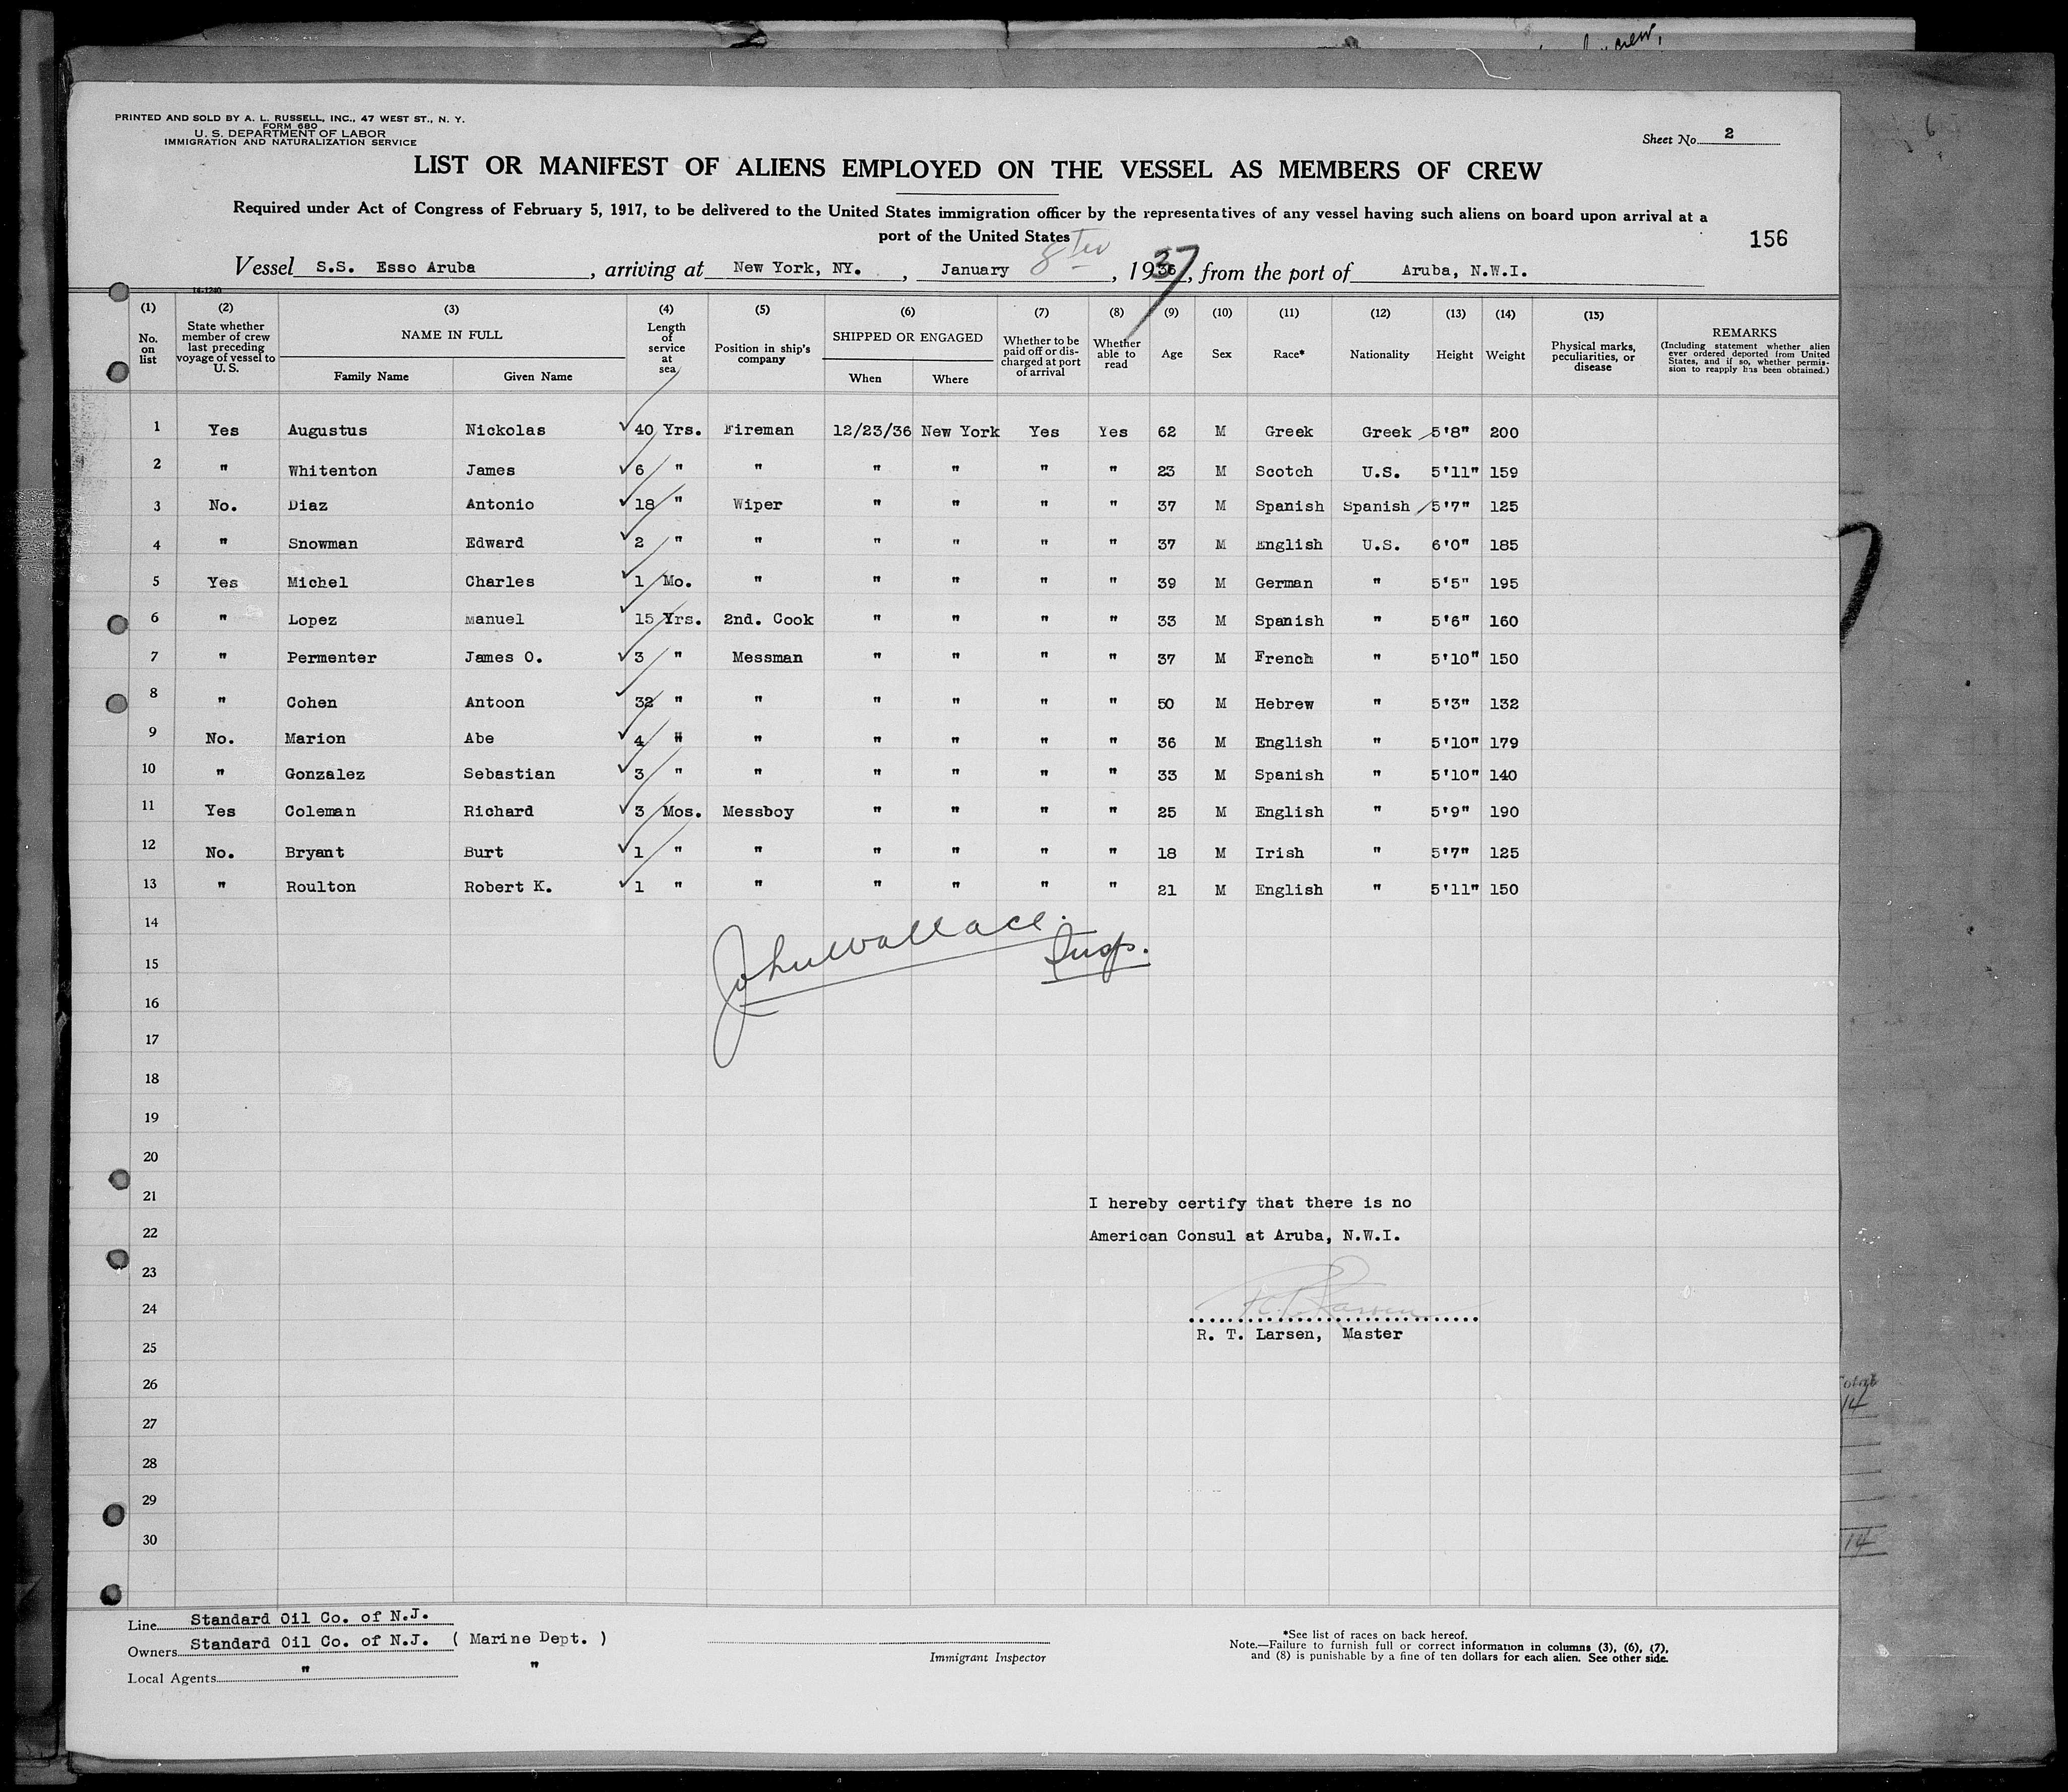 crew,
PRINTED AND SOLD BY A. L. RUSSELL, INC., 47 WEST ST., N. Y.
FORM 680
U. S. DEPARTMENT OF LABOR
IMMIGRATION AND NATURALIZATION SERVICE
Sheet No. 2
LIST OR MANIFEST OF ALIENS EMPLOYED ON THE VESSEL AS MEMBERS OF CREW
Required under Act of Congress of February 5, 1917, to be delivered to the United States immigration officer by the representatives of any vessel having such aliens on board upon arrival at a
port of the United States
156
Vessel S.S. Esso Aruba, arriving at New York, NY., January 8, 1937, from the port of Aruba, N.W.I.
14-1240
(1) No. on list
(2) State whether member of crew last preceding voyage of vessel to U. S.
(3) NAME IN FULL Family Name Given Name
(4) Length of service at sea
(5) Position in ship's company
(6) SHIPPED OR ENGAGED When Where
(7) Whether to be paid off or discharged at port of arrival
(8) Whether able to read
(9) Age
(10) Sex
(11) Race*
(12) Nationality
(13) Height
(14) Weight
(15) Physical marks, peculiarities, or disease
REMARKS (Including statement whether alien ever ordered deported from United States, and if so, whether permission to reapply has been obtained.)
1 Yes Augustus Nickolas 40 Yrs. Fireman 12/23/36 New York Yes Yes 62 M Greek Greek 5'8" 200
2 " Whitenton James 6 " " " " " " 23 M Scotch U.S. 5'11" 159
3 No. Diaz Antonio 18 " Wiper " " " " 37 M Spanish Spanish 5'7" 125
4 " Snowman Edward 2 " " " " " " 37 M English U.S. 6'0" 185
5 Yes Michel Charles 1 Mo. " " " " " 39 M German " 5'5" 195
6 " Lopez Manuel 15 Yrs. 2nd. Cook " " " " 33 M Spanish " 5'6" 160
7 " Permenter James O. 3 " Messman " " " " 37 M French " 5'10" 150
8 " Cohen Antoon 32 " " " " " " 50 M Hebrew " 5'3" 132
9 No. Marion Abe 4 " " " " " " 36 M English " 5'10" 179
10 " Gonzalez Sebastian 3 " " " " " " 33 M Spanish " 5'10" 140
11 Yes Coleman Richard 3 Mos. Messboy " " " " 25 M English " 5'9" 190
12 No. Bryant Burt 1 " " " " " " 18 M Irish " 5'7" 125
13 " Roulton Robert K. 1 " " " " " " 21 M English " 5'11" 150
14
John Wallace.
Insp.
15
16
17
18
19
20
21
I hereby certify that there is no
22
American Consul at Aruba, N.W.I.
23
24
R. T. Larsen
R. T. Larsen, Master
25
26
14
27
28
29
30
14
Line Standard Oil Co. of N.J.
Owners Standard Oil Co. of N.J. ( Marine Dept. )
Local Agents " "
Immigrant Inspector
*See list of races on back hereof.
Note.—Failure to furnish full or correct information in columns (3), (6), (7),
and (8) is punishable by a fine of ten dollars for each alien. See other side.